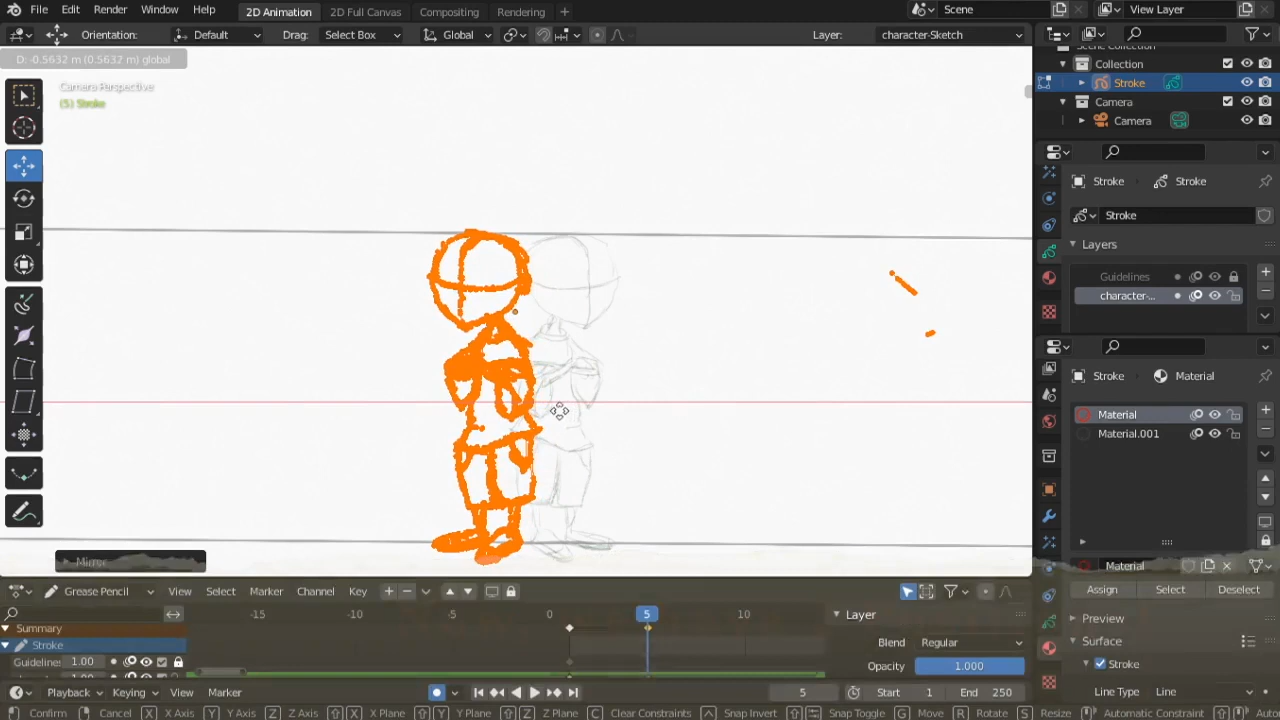 File Edit Render Window Help 2D Animation 2D Full Canvas Compositing Rendering + Scene View Layer
Orientation: Default Drag: Select Box Global Layer: character-Sketch
D: -0.5632 m (0.5632 m) global
Camera Perspective
(5) Stroke
Scene Collection
Collection
Stroke
Camera
Camera
Stroke Stroke
Stroke
Layers
Guidelines
character-...
Stroke Material
Material
Material.001
Mirror
Material
Assign Select Deselect
Preview
Surface
Stroke
Line Type Line
Grease Pencil View Select Marker Channel Key
-15 -10 -5 0 5 10
Layer
Summary
Stroke
Guideline: 1.00
Blend Regular
Opacity 1.000
Playback Keying View Marker 5 Start 1 End 250
Confirm Cancel X X Axis Y Y Axis Z Z Axis X X Plane Y Y Plane Z Z Plane C Clear Constraints Snap Invert Snap Toggle G Move R Rotate S Resize Automatic Constraint